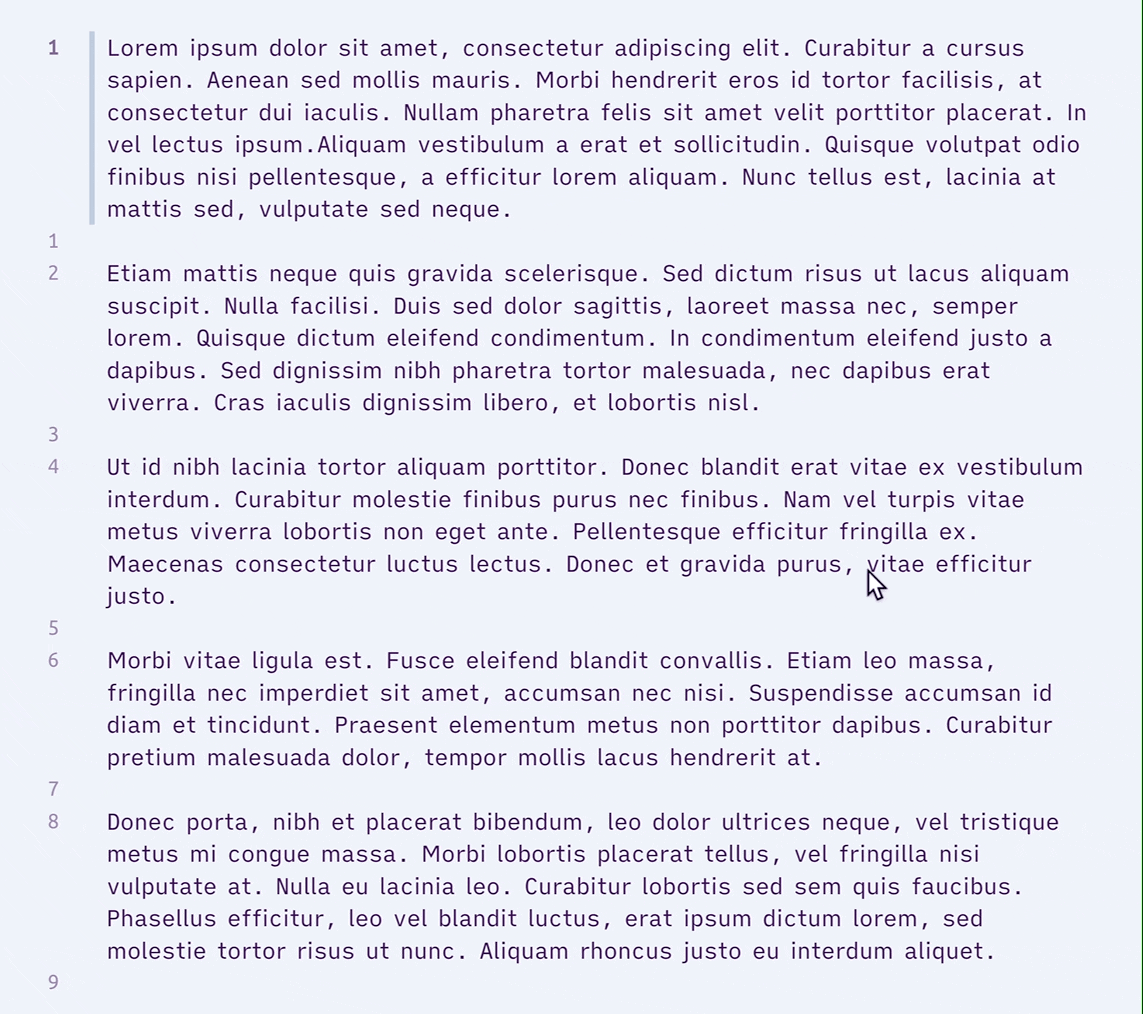 1 Lorem ipsum dolor sit amet, consectetur adipiscing elit. Curabitur a cursus
sapien. Aenean sed mollis mauris. Morbi hendrerit eros id tortor facilisis, at
consectetur dui iaculis. Nullam pharetra felis sit amet velit porttitor placerat. In
vel lectus ipsum.Aliquam vestibulum a erat et sollicitudin. Quisque volutpat odio
finibus nisi pellentesque, a efficitur lorem aliquam. Nunc tellus est, lacinia at
mattis sed, vulputate sed neque.
1
2 Etiam mattis neque quis gravida scelerisque. Sed dictum risus ut lacus aliquam
suscipit. Nulla facilisi. Duis sed dolor sagittis, laoreet massa nec, semper
lorem. Quisque dictum eleifend condimentum. In condimentum eleifend justo a
dapibus. Sed dignissim nibh pharetra tortor malesuada, nec dapibus erat
viverra. Cras iaculis dignissim libero, et lobortis nisl.
3
4 Ut id nibh lacinia tortor aliquam porttitor. Donec blandit erat vitae ex vestibulum
interdum. Curabitur molestie finibus purus nec finibus. Nam vel turpis vitae
metus viverra lobortis non eget ante. Pellentesque efficitur fringilla ex.
Maecenas consectetur luctus lectus. Donec et gravida purus, vitae efficitur
justo.
5
6 Morbi vitae ligula est. Fusce eleifend blandit convallis. Etiam leo massa,
fringilla nec imperdiet sit amet, accumsan nec nisi. Suspendisse accumsan id
diam et tincidunt. Praesent elementum metus non porttitor dapibus. Curabitur
pretium malesuada dolor, tempor mollis lacus hendrerit at.
7
8 Donec porta, nibh et placerat bibendum, leo dolor ultrices neque, vel tristique
metus mi congue massa. Morbi lobortis placerat tellus, vel fringilla nisi
vulputate at. Nulla eu lacinia leo. Curabitur lobortis sed sem quis faucibus.
Phasellus efficitur, leo vel blandit luctus, erat ipsum dictum lorem, sed
molestie tortor risus ut nunc. Aliquam rhoncus justo eu interdum aliquet.
9